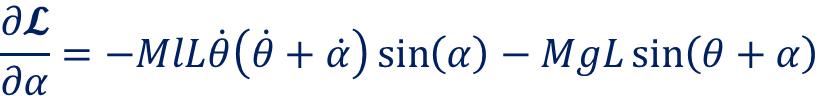 ∂𝓛/∂α = −MlLθ̇(θ̇ + α̇) sin(α) − MgL sin(θ + α)